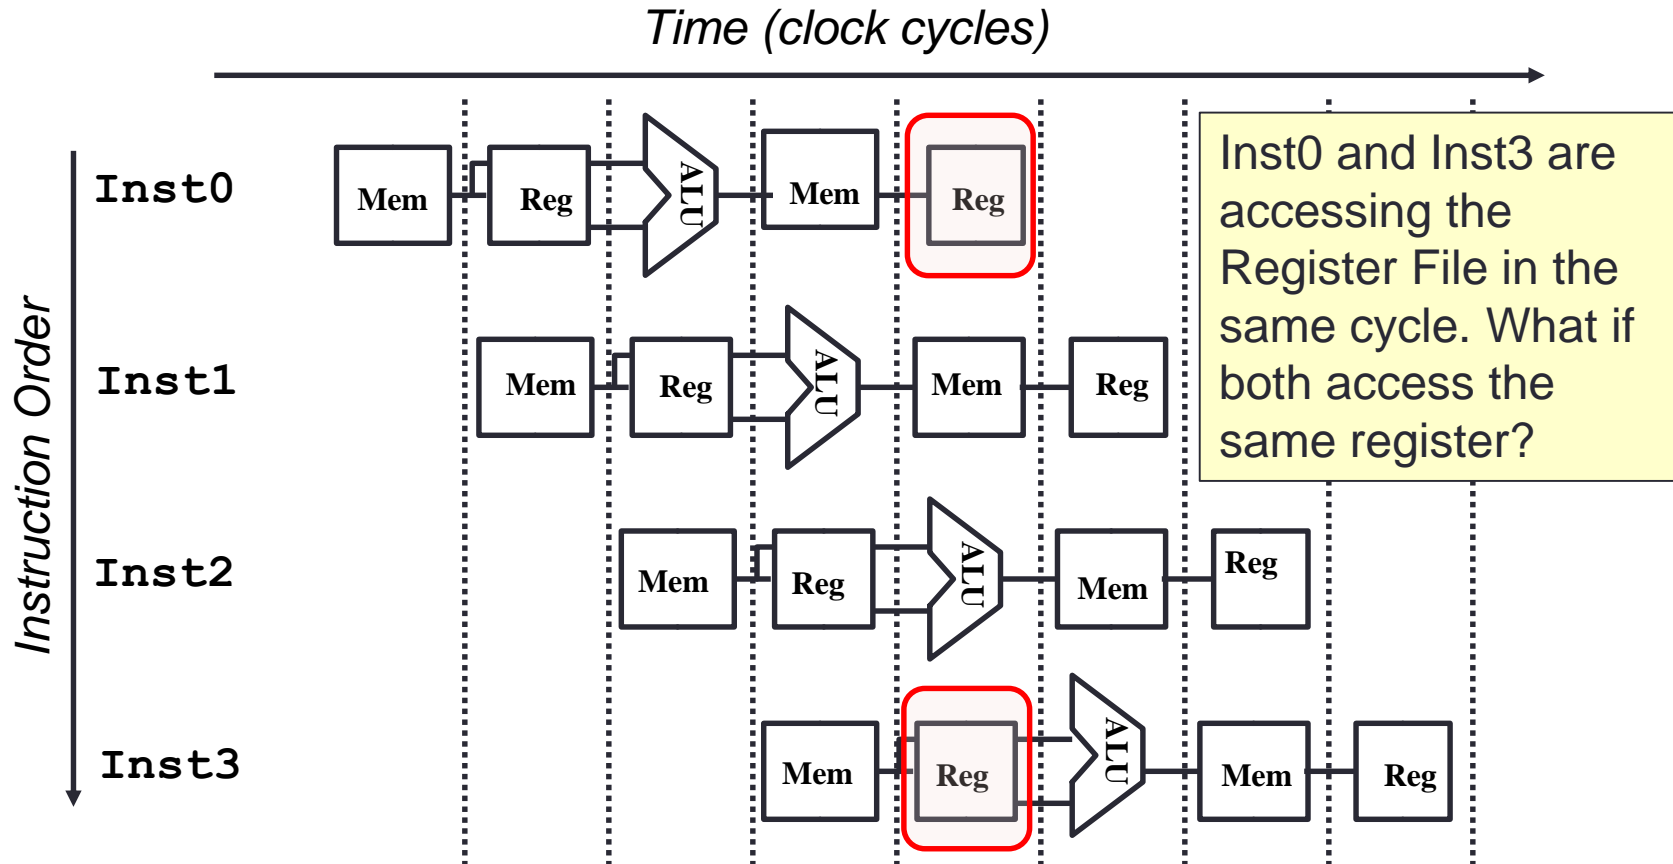 Time (clock cycles)
Instruction Order
Inst0
Mem
Reg
ALU
Mem
Reg
Inst0 and Inst3 are
accessing the
Register File in the
same cycle. What if
both access the
same register?
Inst1
Mem
Reg
ALU
Mem
Reg
Inst2
Mem
Reg
ALU
Mem
Reg
Inst3
Mem
Reg
ALU
Mem
Reg